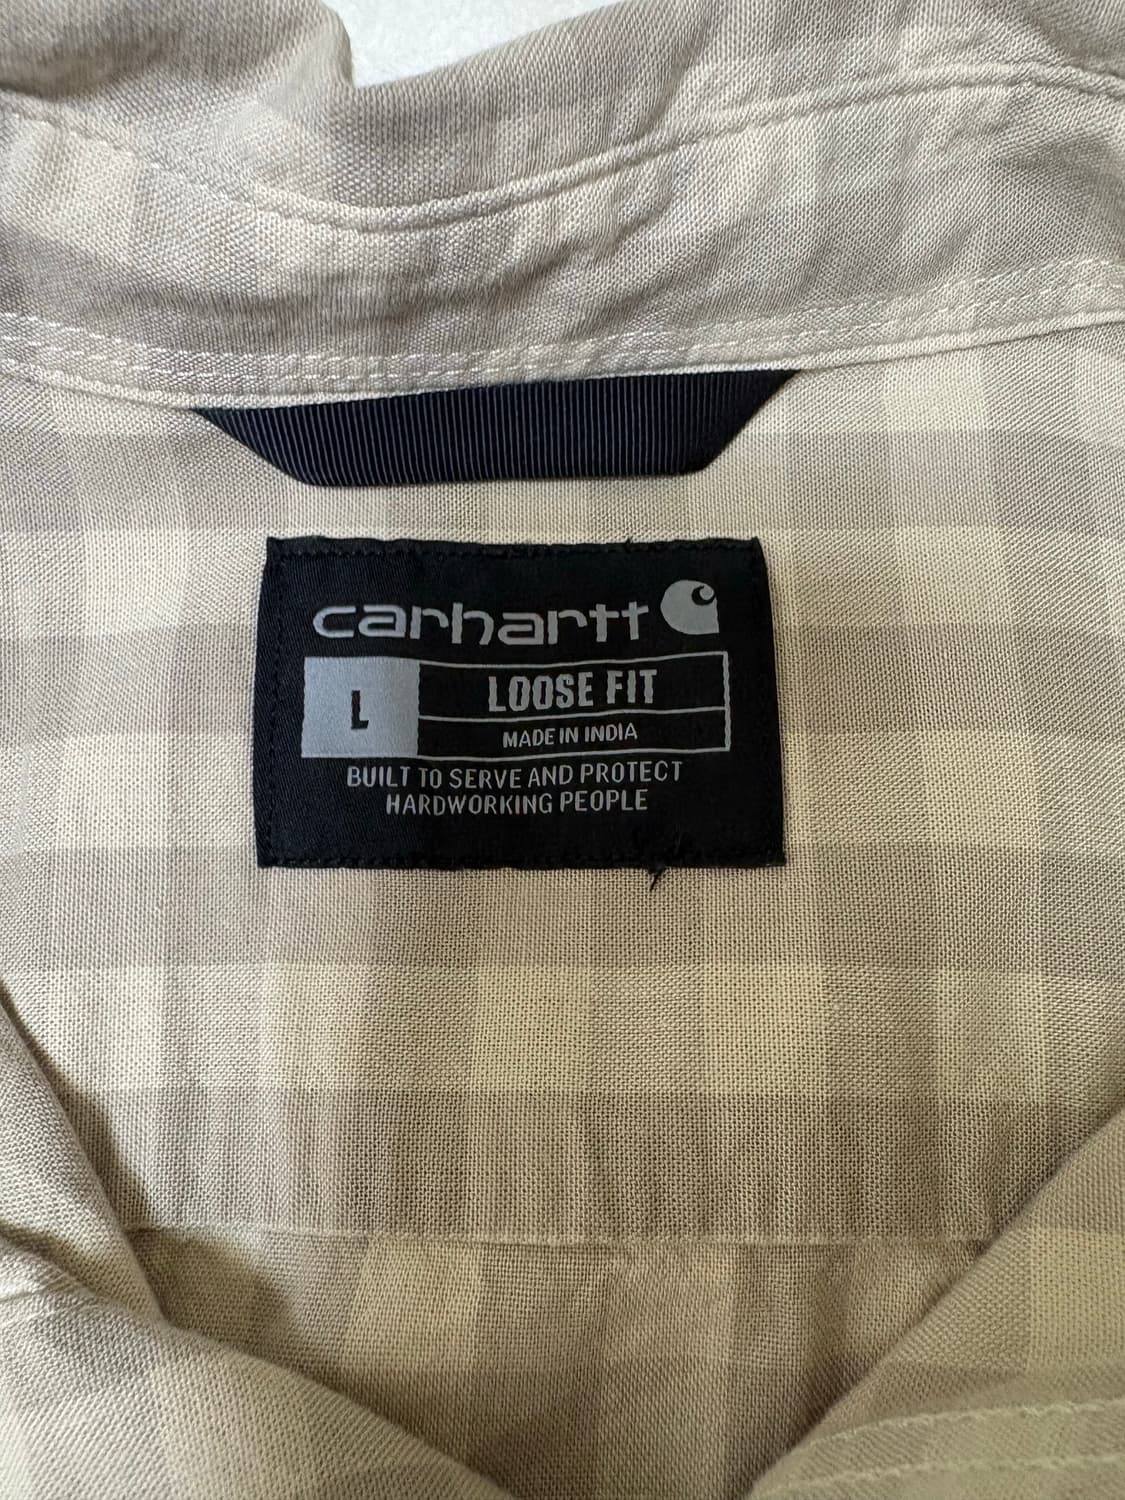 carhartt
L
LOOSE FIT
MADE IN INDIA
BUILT TO SERVE AND PROTECT
HARDWORKING PEOPLE